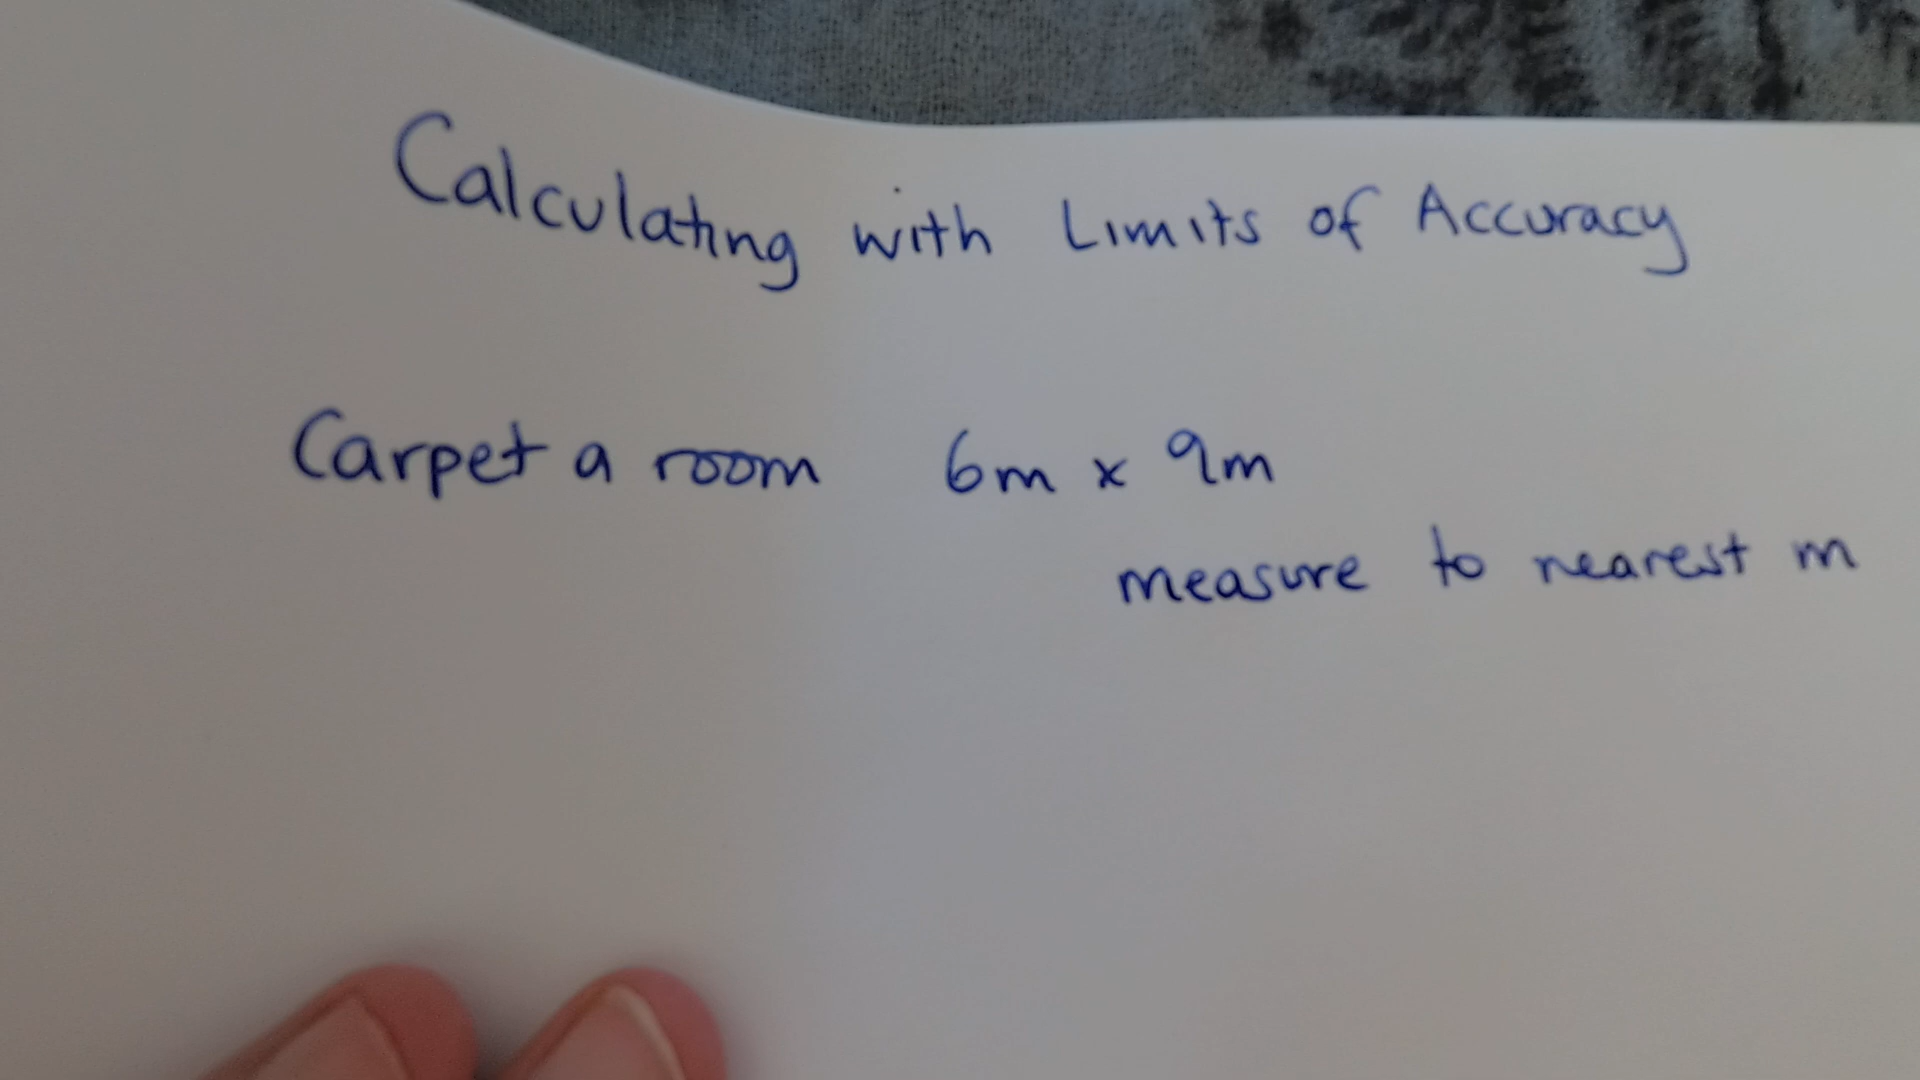 Calculating with Limits of Accuracy
Carpet a room 6m x 9m
measure to nearest m